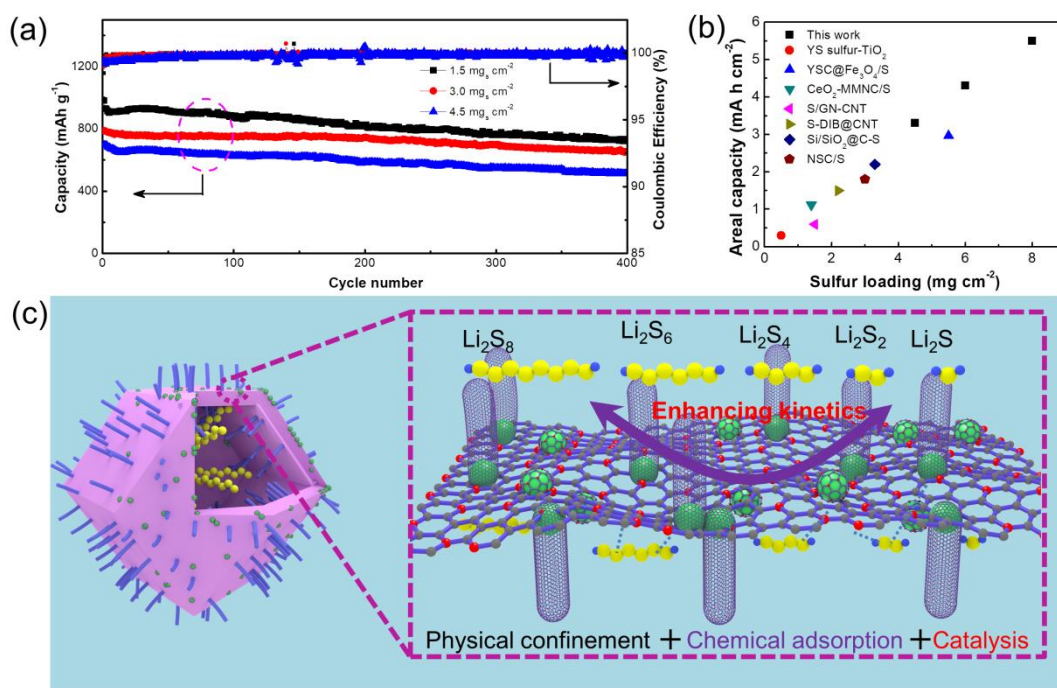 (a)
1200
800
600
400
0
Capacity (mAh g⁻¹)
0
100
200
300
400
Cycle number
100
95
90
85
Coulombic Efficiency (%)
1.5 mgₛ cm⁻²
3.0 mgₛ cm⁻²
4.5 mgₛ cm⁻²
(b)
6
5
4
3
2
1
0
Areal capacity (mA h cm⁻²)
0
2
4
6
8
Sulfur loading (mg cm⁻²)
This work
YS sulfur-TiO₂
YSC@Fe₃O₄/S
CeO₂-MMNC/S
S/GN-CNT
S-DIB@CNT
Si/SiO₂@C-S
NSC/S
(c)
Li₂S₈
Li₂S₆
Li₂S₄
Li₂S₂
Li₂S
Enhancing kinetics
Physical confinement + Chemical adsorption + Catalysis